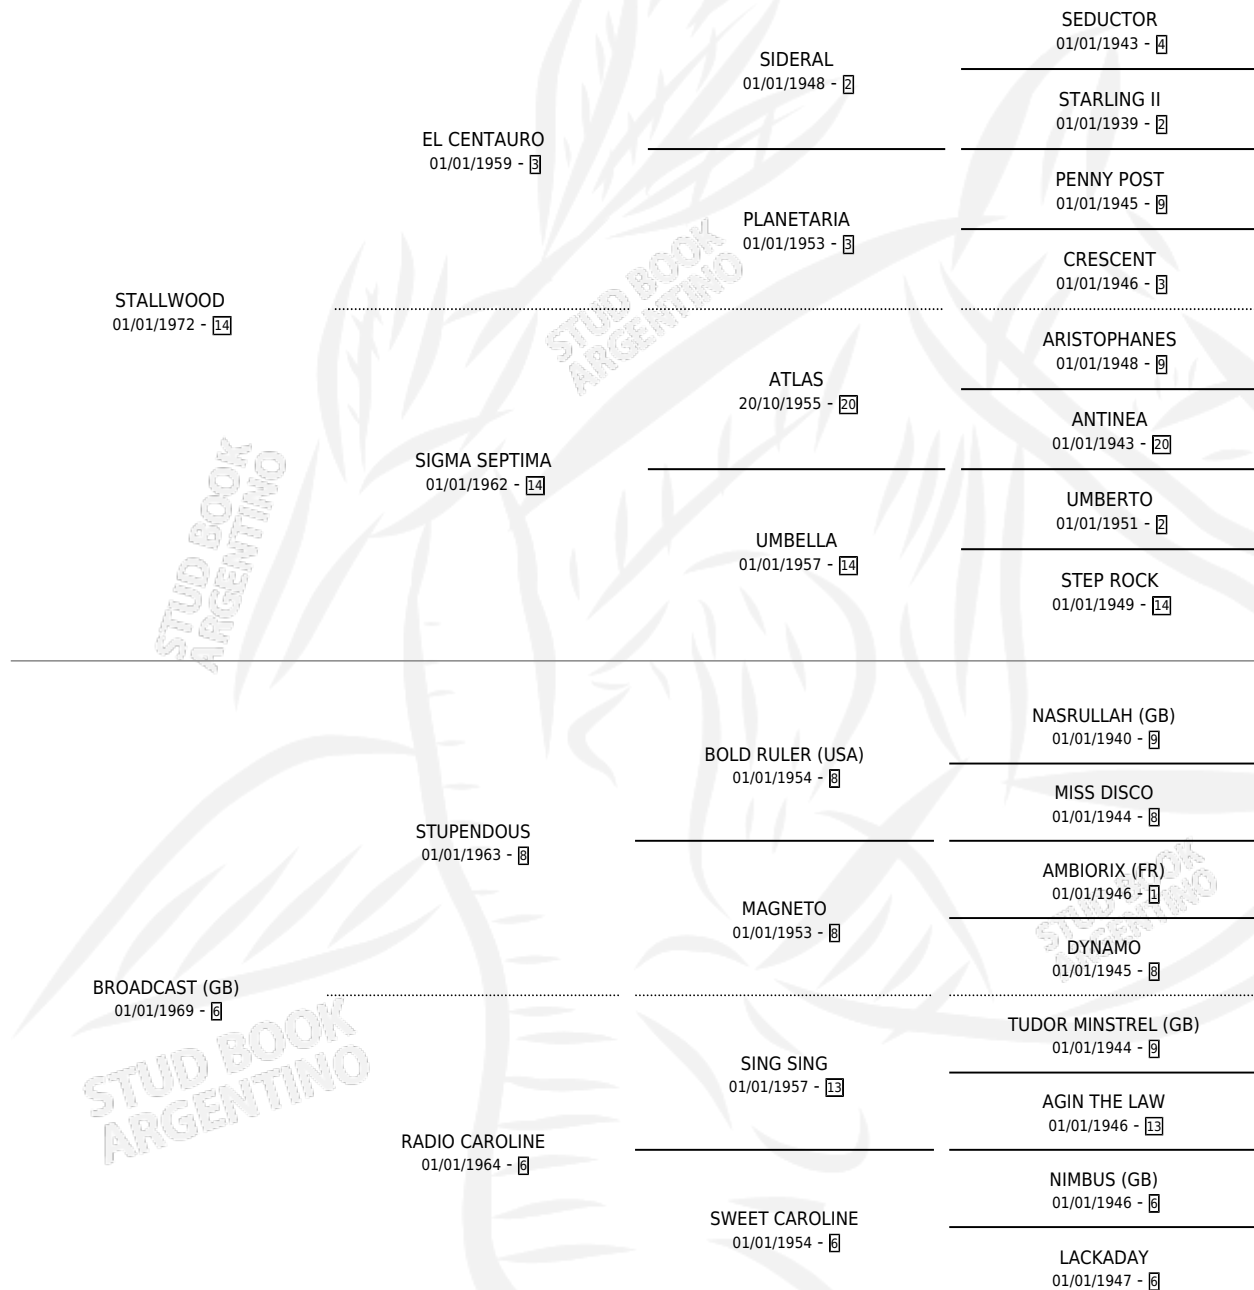 SEDUCTOR
01/01/1943 - 4
SIDERAL
01/01/1948 - 2
STARLING II
01/01/1939 - 2
EL CENTAURO
01/01/1959 - 3
PENNY POST
01/01/1945 - 9
PLANETARIA
01/01/1953 - 3
CRESCENT
01/01/1946 - 3
STALLWOOD
01/01/1972 - 14
ARISTOPHANES
01/01/1948 - 9
ATLAS
20/10/1955 - 20
ANTINEA
01/01/1943 - 20
SIGMA SEPTIMA
01/01/1962 - 14
UMBERTO
01/01/1951 - 2
UMBELLA
01/01/1957 - 14
STEP ROCK
01/01/1949 - 14
NASRULLAH (GB)
01/01/1940 - 9
BOLD RULER (USA)
01/01/1954 - 8
MISS DISCO
01/01/1944 - 8
STUPENDOUS
01/01/1963 - 8
AMBIORIX (FR)
01/01/1946 - 1
MAGNETO
01/01/1953 - 8
DYNAMO
01/01/1945 - 8
BROADCAST (GB)
01/01/1969 - 6
TUDOR MINSTREL (GB)
01/01/1944 - 9
SING SING
01/01/1957 - 13
AGIN THE LAW
01/01/1946 - 13
RADIO CAROLINE
01/01/1964 - 6
NIMBUS (GB)
01/01/1946 - 6
SWEET CAROLINE
01/01/1954 - 6
LACKADAY
01/01/1947 - 6
STUD BOOK
ARGENTINO
STUD BOOK
ARGENTINO
STUD BOOK
ARGENTINO
STUD BOOK
ARGENTINO